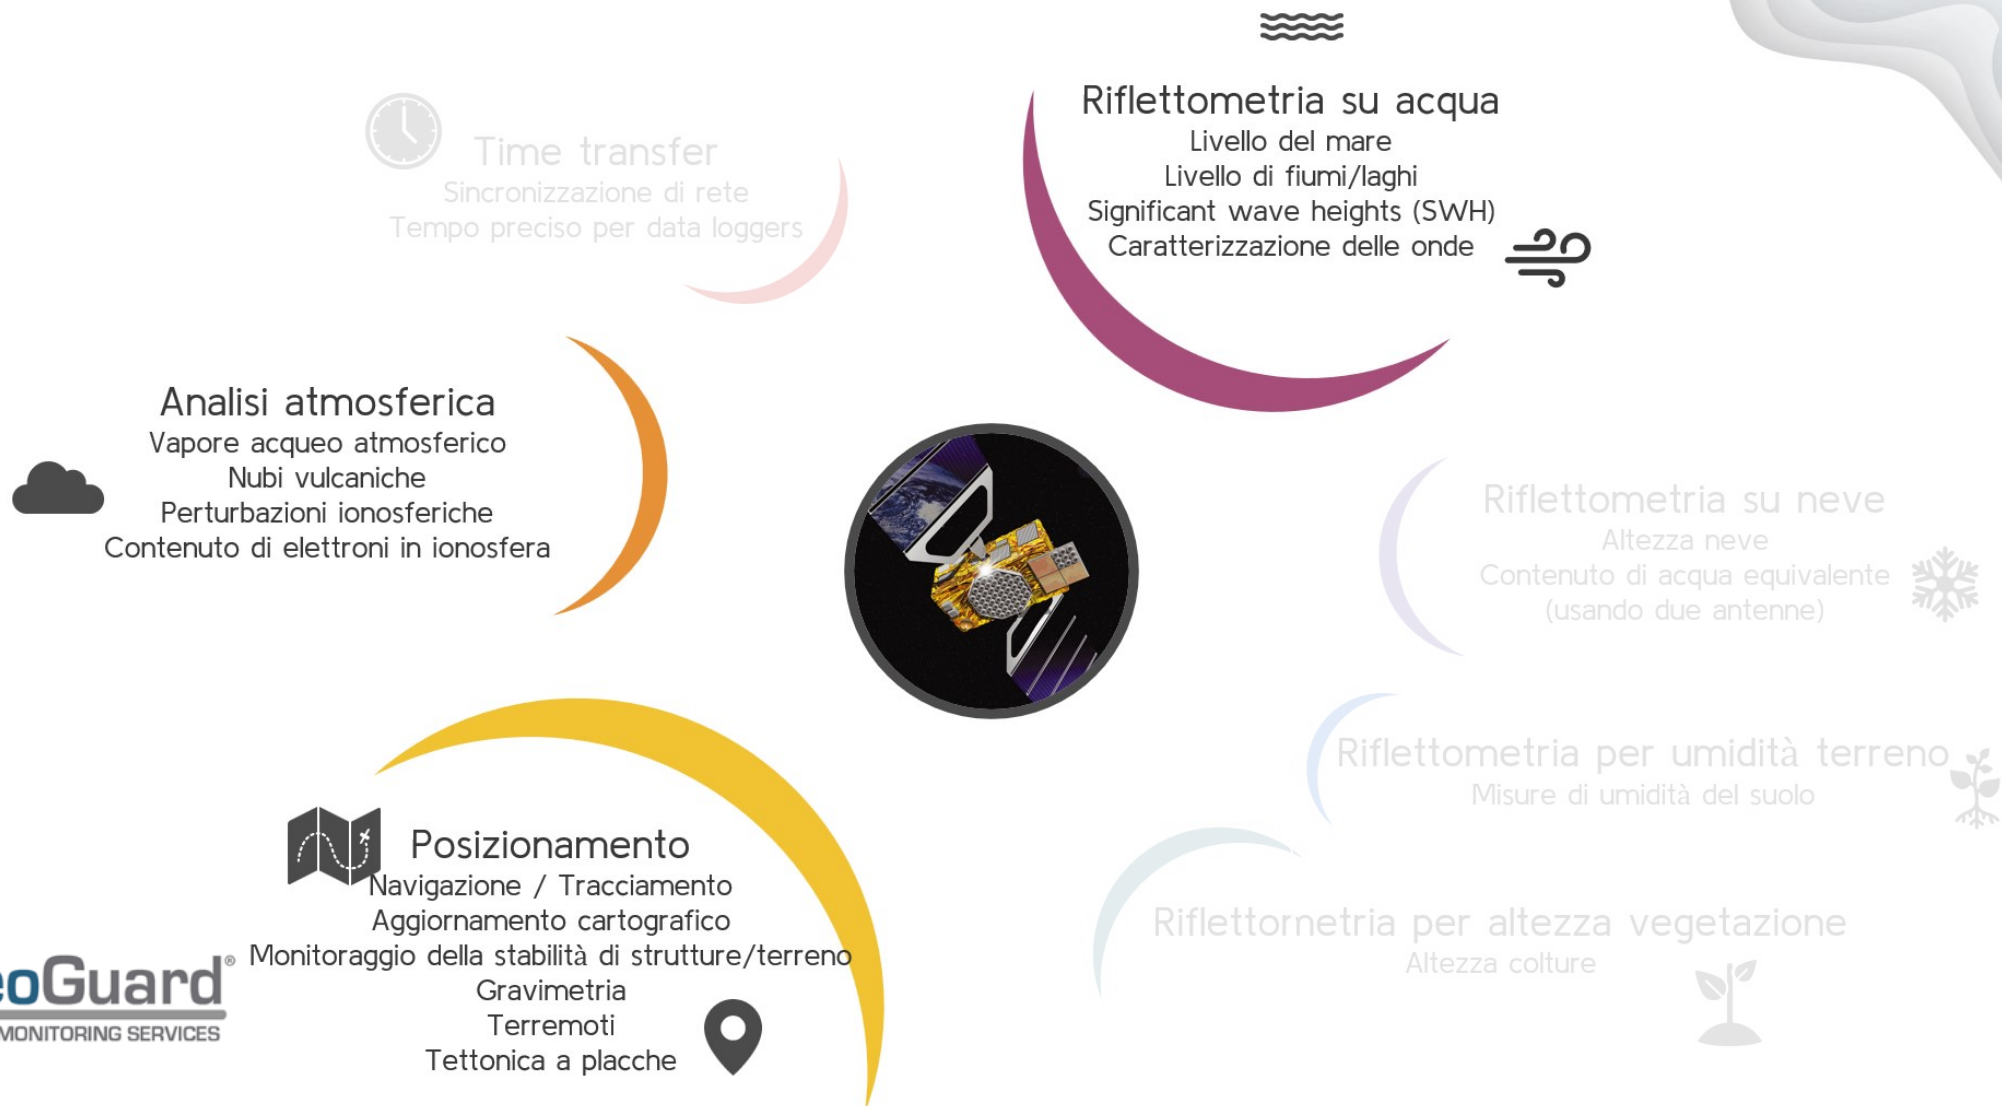 Time transfer
Sincronizzazione di rete
Tempo preciso per data loggers
Riflettometria su acqua
Livello del mare
Livello di fiumi/laghi
Significant wave heights (SWH)
Caratterizzazione delle onde
Analisi atmosferica
Vapore acqueo atmosferico
Nubi vulcaniche
Perturbazioni ionosferiche
Contenuto di elettroni in ionosfera
Riflettometria su neve
Altezza neve
Contenuto di acqua equivalente
(usando due antenne)
Riflettometria per umidità terreno
Misure di umidità del suolo
Riflettornetria per altezza vegetazione
Altezza colture
Posizionamento
Navigazione / Tracciamento
Aggiornamento cartografico
Monitoraggio della stabilità di strutture/terreno
Gravimetria
Terremoti
Tettonica a placche
eoGuard®
MONITORING SERVICES